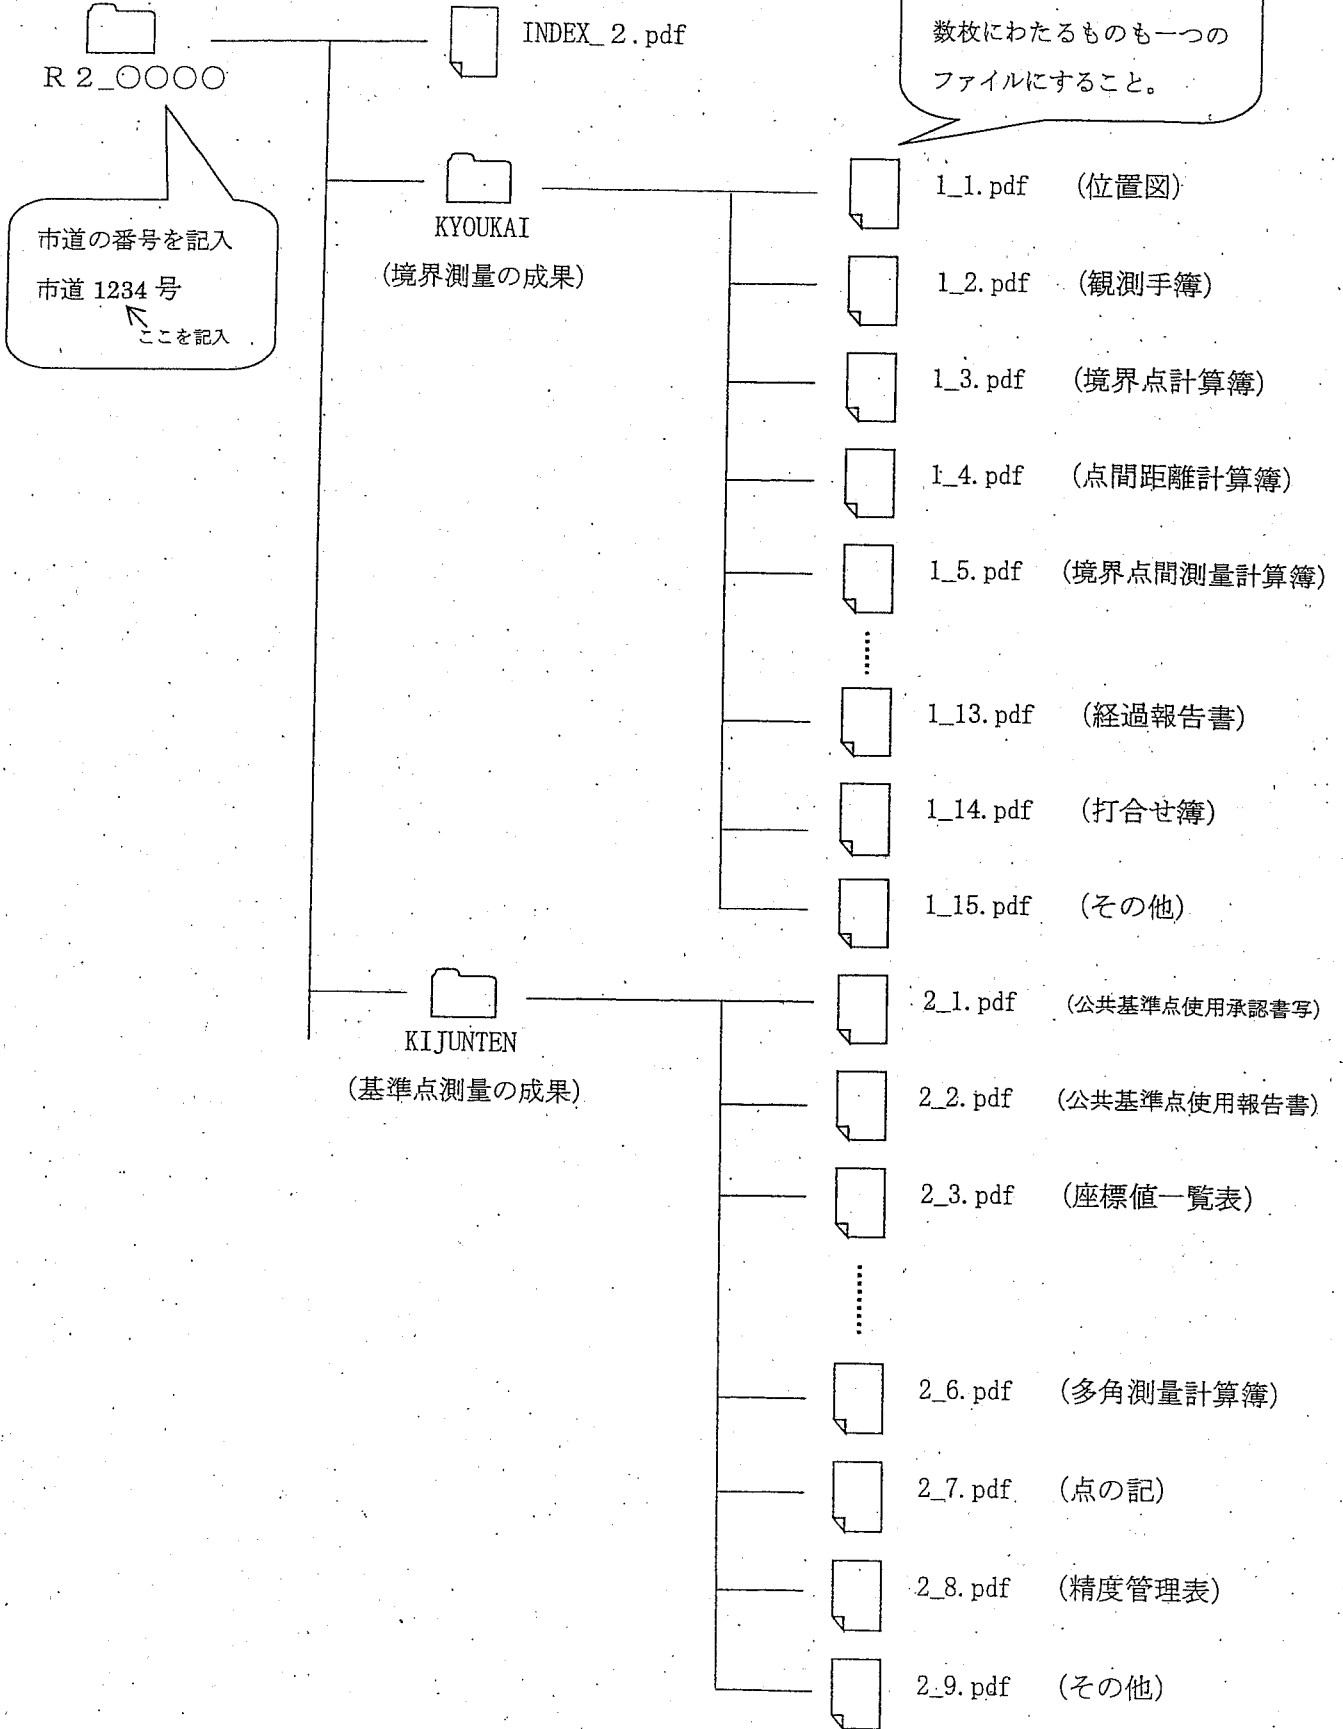 INDEX_2.pdf
数枚にわたるものも一つの
ファイルにすること。
R2_○○○○
市道の番号を記入
市道 1234 号
ここを記入
KYOUKAI
(境界測量の成果)
1_1.pdf (位置図)
1_2.pdf (観測手簿)
1_3.pdf (境界点計算簿)
1_4.pdf (点間距離計算簿)
1_5.pdf (境界点間測量計算簿)
1_13.pdf (経過報告書)
1_14.pdf (打合せ簿)
1_15.pdf (その他)
KIJUNTEN
(基準点測量の成果)
2_1.pdf (公共基準点使用承認書写)
2_2.pdf (公共基準点使用報告書)
2_3.pdf (座標値一覧表)
2_6.pdf (多角測量計算簿)
2_7.pdf (点の記)
2_8.pdf (精度管理表)
2_9.pdf (その他)